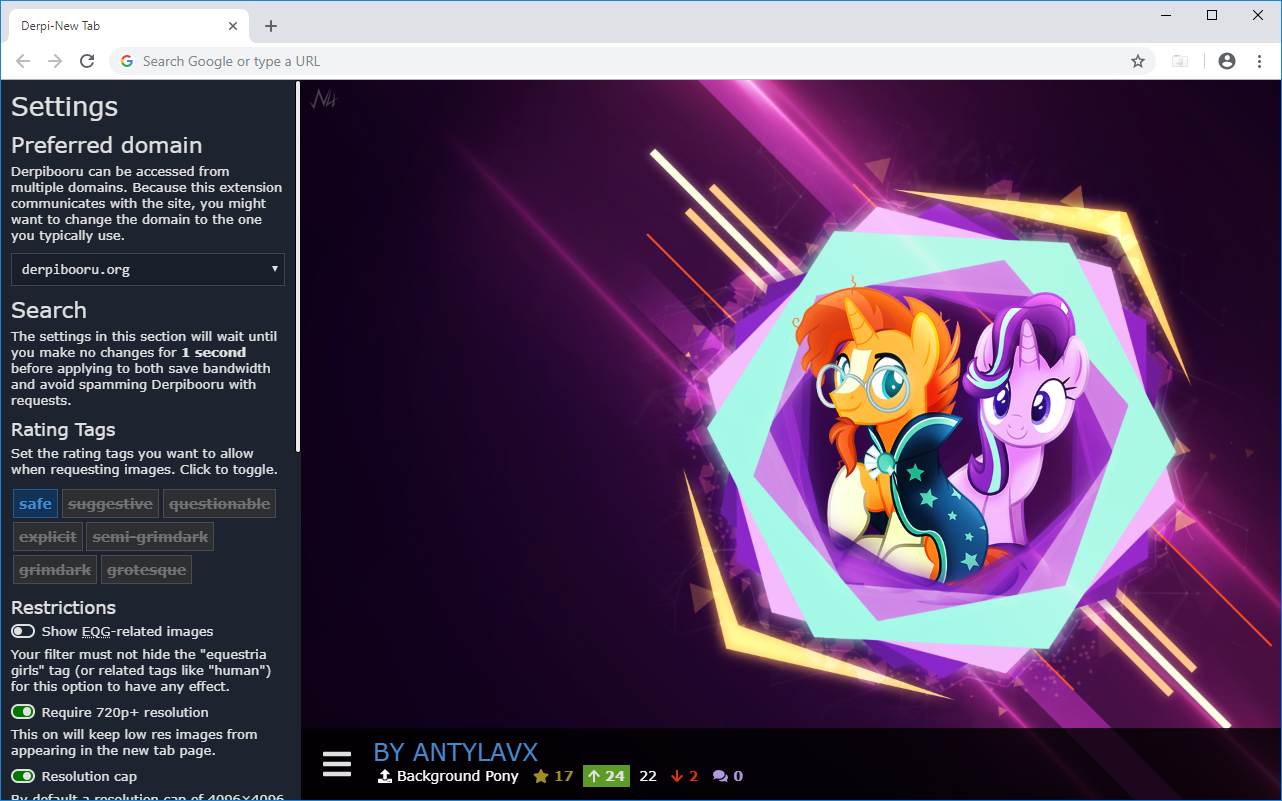 Derpi-New Tab
Search Google or type a URL
Settings
Preferred domain
Derpibooru can be accessed from
multiple domains. Because this extension
communicates with the site, you might
want to change the domain to the one
you typically use.
derpibooru.org
Search
The settings in this section will wait until
you make no changes for 1 second
before applying to both save bandwidth
and avoid spamming Derpibooru with
requests.
Rating Tags
Set the rating tags you want to allow
when requesting images. Click to toggle.
safe suggestive questionable
explicit semi-grimdark
grimdark grotesque
Restrictions
Show EQG-related images
Your filter must not hide the "equestria
girls" tag (or related tags like "human")
for this option to have any effect.
Require 720p+ resolution
This on will keep low res images from
appearing in the new tab page.
Resolution cap
By default a resolution cap of 4096×4096
BY ANTYLAVX
Background Pony 17 24 22 2 0